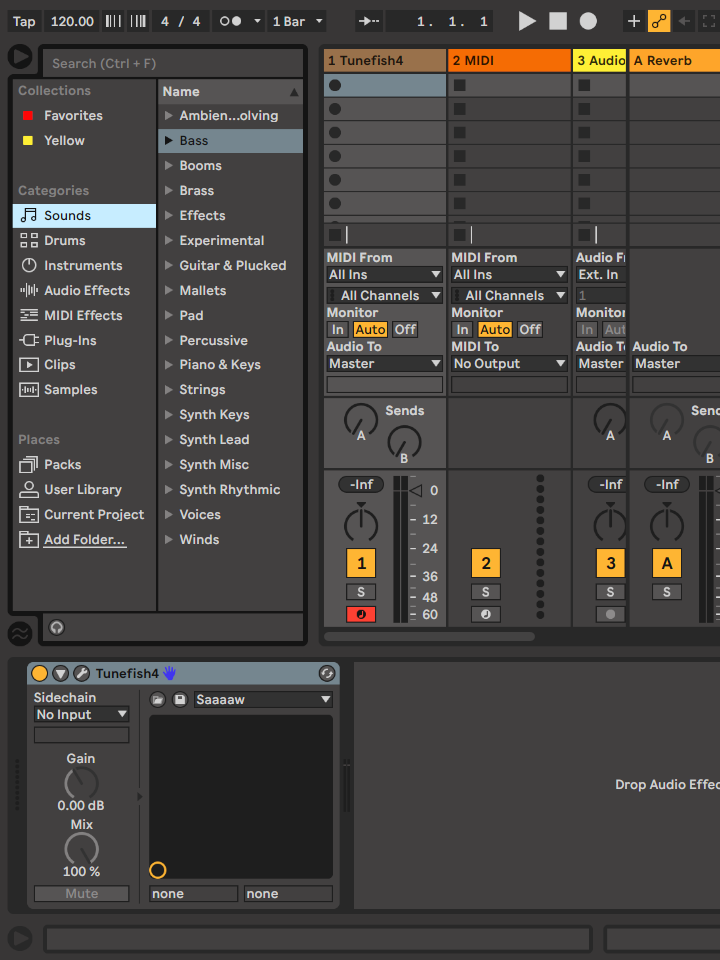 Tap 120.00 4 / 4 1 Bar 1. 1. 1
Search (Ctrl + F)
Collections
Favorites
Yellow
Categories
Sounds
Drums
Instruments
Audio Effects
MIDI Effects
Plug-Ins
Clips
Samples
Places
Packs
User Library
Current Project
Add Folder...
Name
Ambien...olving
Bass
Booms
Brass
Effects
Experimental
Guitar & Plucked
Mallets
Pad
Percussive
Piano & Keys
Strings
Synth Keys
Synth Lead
Synth Misc
Synth Rhythmic
Voices
Winds
1 Tunefish4
MIDI From
All Ins
All Channels
Monitor
In Auto Off
Audio To
Master
Sends
A
B
-Inf
0
12
24
36
48
60
1
S
2 MIDI
MIDI From
All Ins
All Channels
Monitor
In Auto Off
MIDI To
No Output
2
S
3 Audio
Audio F
Ext. In
1
Monitor
In Aut
Audio T
Master
A
-Inf
3
S
A Reverb
Audio To
Master
Send
A
B
-Inf
A
S
Tunefish4
Sidechain
No Input
Gain
0.00 dB
Mix
100 %
Mute
Saaaaw
none none
Drop Audio Effec